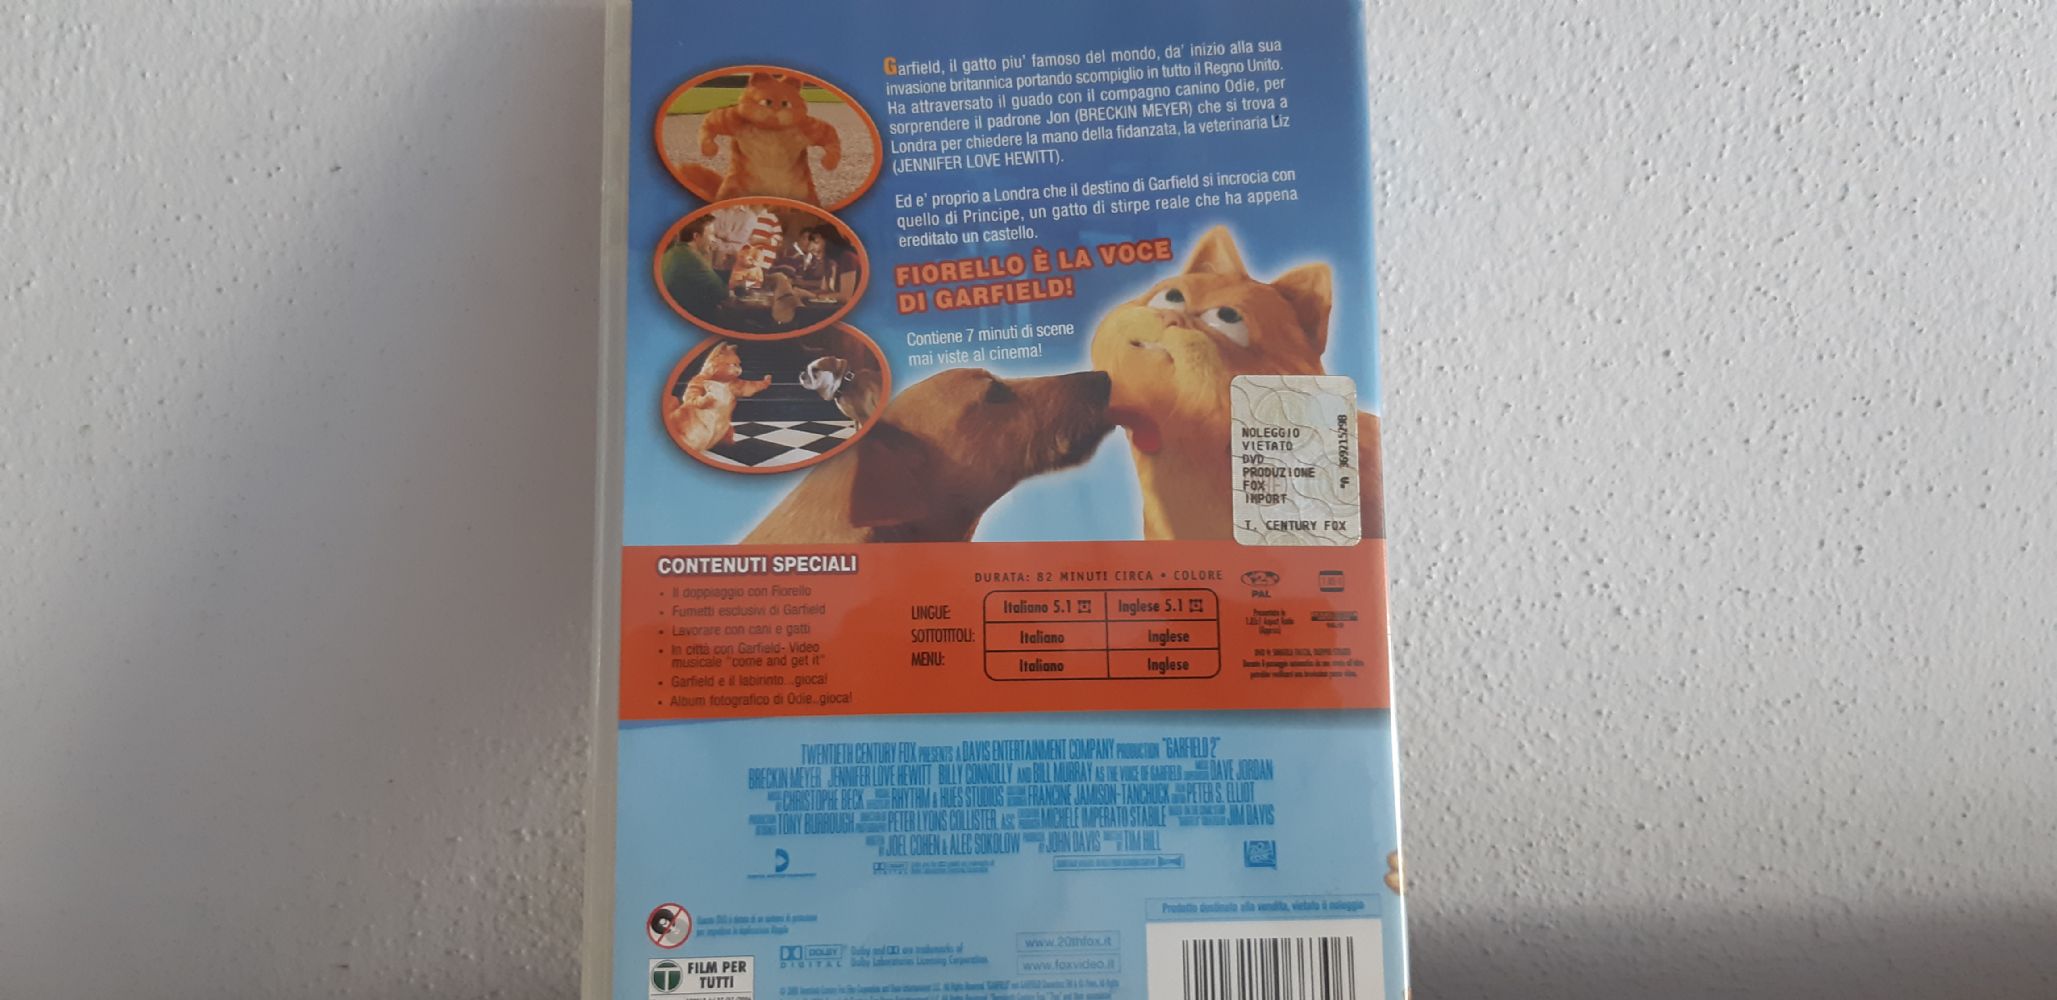 Garfield, il gatto piu' famoso del mondo, da' inizio alla sua
invasione britannica portando scompiglio in tutto il Regno Unito.
Ha attraversato il guado con il compagno canino Odie, per
sorprendere il padrone Jon (BRECKIN MEYER) che si trova a
Londra per chiedere la mano della fidanzata, la veterinaria Liz
(JENNIFER LOVE HEWITT).
Ed e' proprio a Londra che il destino di Garfield si incrocia con
quello di Principe, un gatto di stirpe reale che ha appena
ereditato un castello.
FIORELLO È LA VOCE
DI GARFIELD!
Contiene 7 minuti di scene
mai viste al cinema!
NOLEGGIO
VIETATO
DVD
PRODUZIONE
FOX
IMPORT
T. CENTURY FOX
369215298
CONTENUTI SPECIALI
• Il doppiaggio con Fiorello
• Fumetti esclusivi di Garfield
• Lavorare con cani e gatti
• In città con Garfield- Video
musicale "come and get it"
• Garfield e il labirinto...gioca!
• Album fotografico di Odie..gioca!
DURATA: 82 MINUTI CIRCA • COLORE
LINGUE: Italiano 5.1 Inglese 5.1
SOTTOTITOLI: Italiano Inglese
MENU: Italiano Inglese
PAL
TWENTIETH CENTURY FOX PRESENTS A DAVIS ENTERTAINMENT COMPANY PRODUCTION "GARFIELD 2"
BRECKIN MEYER JENNIFER LOVE HEWITT BILLY CONNOLLY AND BILL MURRAY AS THE VOICE OF GARFIELD DAVE JORDAN
CHRISTOPHE BECK RHYTHM & HUES STUDIOS FRANCINE JAMISON-TANCHUCK PETER S. ELLIOT
TONY BURROUGH PETER LYONS COLLISTER, ASC MICHELE IMPERATO STABILE JIM DAVIS
JOEL COHEN & ALEC SOKOLOW JOHN DAVIS TIM HILL
Prodotto destinato alla vendita, vietato il noleggio
DOLBY
DIGITAL
Dolby and are trademarks of
Dolby Laboratories Licensing Corporation
www.20thfox.it
www.foxvideo.it
T FILM PER
TUTTI